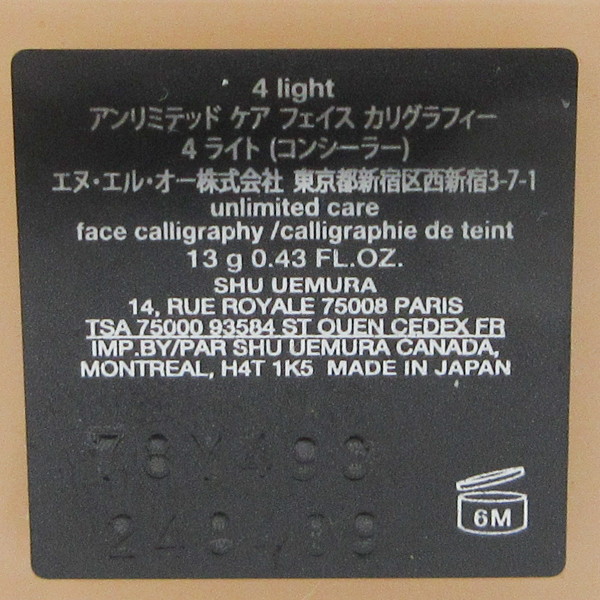 4 light
アンリミテッド ケア フェイス カリグラフィー
4 ライト (コンシーラー)
エヌ・エル・オー株式会社 東京都新宿区西新宿3-7-1
unlimited care
face calligraphy /calligraphie de teint
13 g 0.43 FL.OZ.
SHU UEMURA
14, RUE ROYALE 75008 PARIS
TSA 75000 93584 ST OUEN CEDEX FR
IMP.BY/PAR SHU UEMURA CANADA,
MONTREAL, H4T 1K5 MADE IN JAPAN
6M